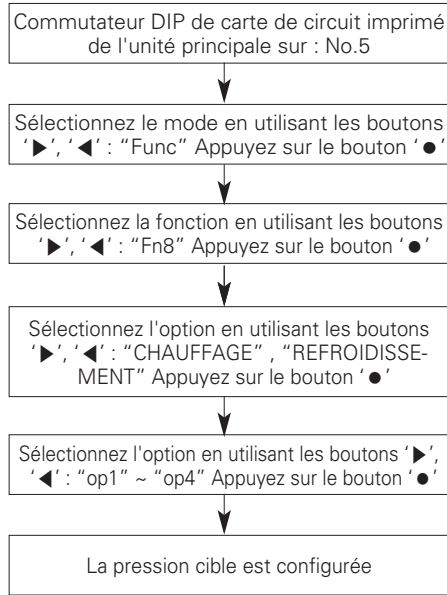 Commutateur DIP de carte de circuit imprimé
de l'unité principale sur : No.5
Sélectionnez le mode en utilisant les boutons
‘▶’, ‘◀’ : “Func” Appuyez sur le bouton ‘●’
Sélectionnez la fonction en utilisant les boutons
‘▶’, ‘◀’ : “Fn8” Appuyez sur le bouton ‘●’
Sélectionnez l'option en utilisant les boutons
‘▶’, ‘◀’ : “CHAUFFAGE” , “REFROIDISSE-
MENT” Appuyez sur le bouton ‘●’
Sélectionnez l'option en utilisant les boutons ‘▶’,
‘◀’ : “op1” ~ “op4” Appuyez sur le bouton ‘●’
La pression cible est configurée